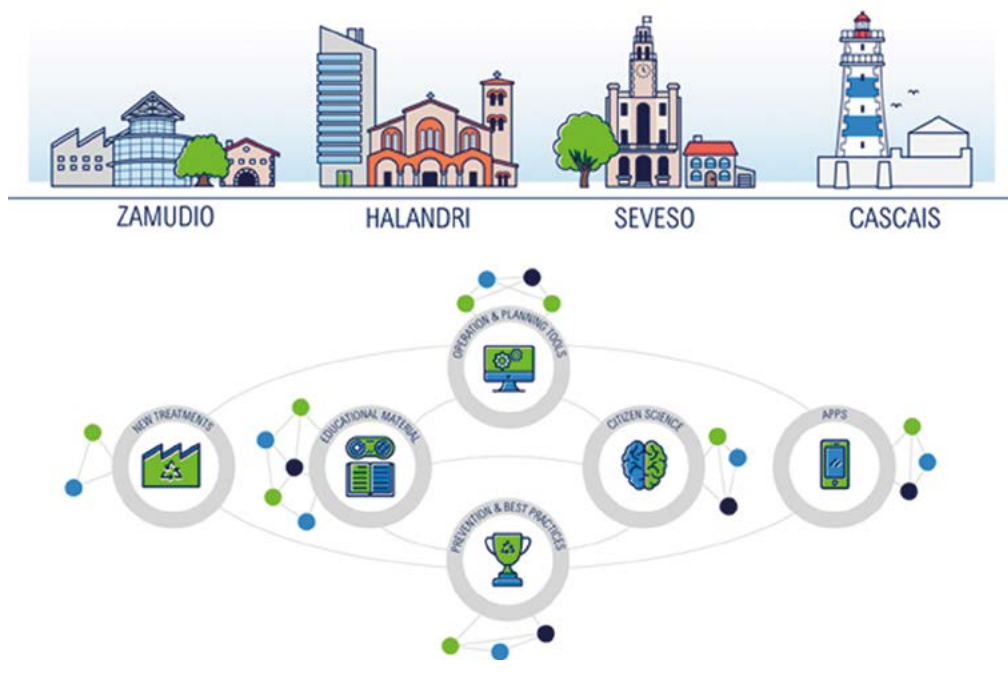 ZAMUDIO
HALANDRI
SEVESO
CASCAIS
OPERATION & PLANNING TOOLS
NEW TREATMENTS
EDUCATIONAL MATERIAL
CITIZEN SCIENCE
APPS
PREVENTION & BEST PRACTICES